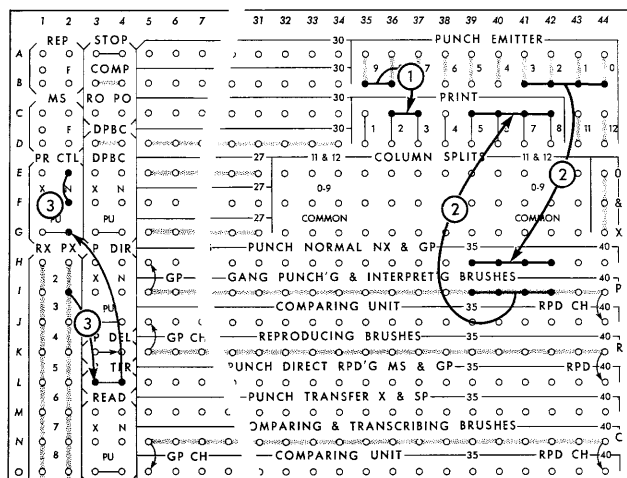 1 2 3 4 5 6 7 31 32 33 34 35 36 37 38 39 40 41 42 43 44
REP STOP 30 PUNCH EMITTER
A
F COMP 9 7 6 5 4 3 2 1 0
B 30 1
MS RO PO 30 PRINT
C
F DPBC 1 2 3 4 5 6 7 8 11 12
D 30
PR CTL DPBC 27 11 & 12 COLUMN SPLITS 11 & 12
E O
X N X N 27 0-9 2
F 3 2 &
PU PU 27 COMMON COMMON
G X
RX PX P DIR PUNCH NORMAL NX & GP 35 40
H
2 X N GP GANG PUNCH'G & INTERPRET'G BRUSHES 40 P
I
3 PU COMPARING UNIT 35 RPD CH 40
J
3 4 P DEL GP CH REPRODUCING BRUSHES 35 40
K R
5 TIR PUNCH DIRECT RPD'G MS & GP 35 RPD 40
L
6 READ PUNCH TRANSFER X & SP 35 40
M
7 X N OMPARING & TRANSCRIBING BRUSHES 40
N C
8 PU GP CH COMPARING UNIT 35 RPD CH 40
O